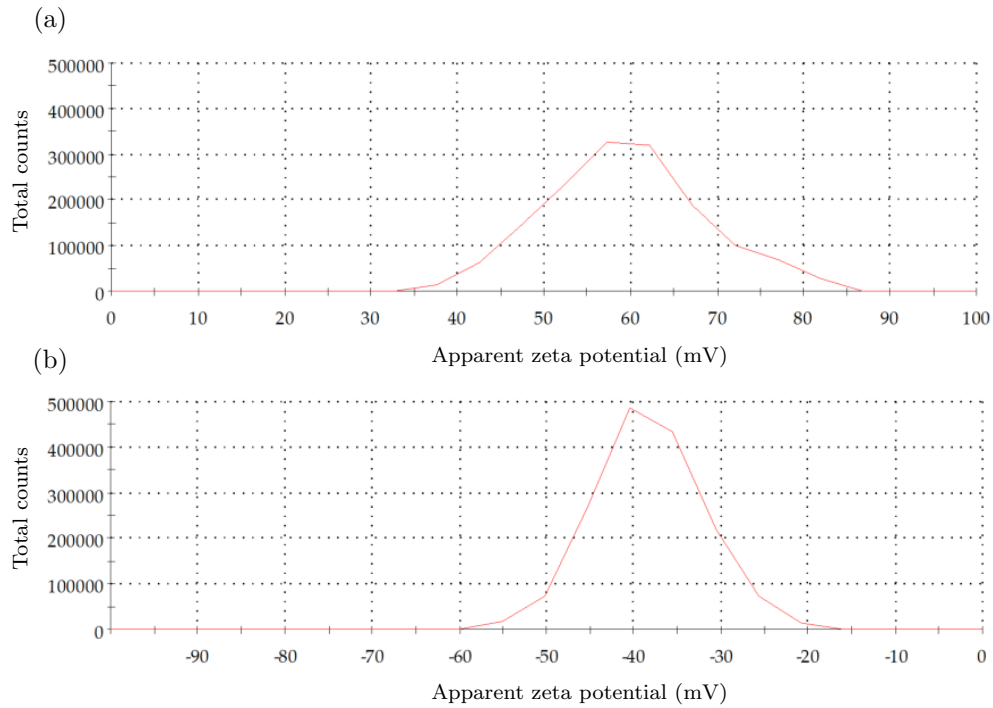 (a)
500000
400000
300000
200000
100000
0
Total counts
0 10 20 30 40 50 60 70 80 90 100
Apparent zeta potential (mV)
(b)
500000
400000
300000
200000
100000
0
Total counts
-90 -80 -70 -60 -50 -40 -30 -20 -10 0
Apparent zeta potential (mV)